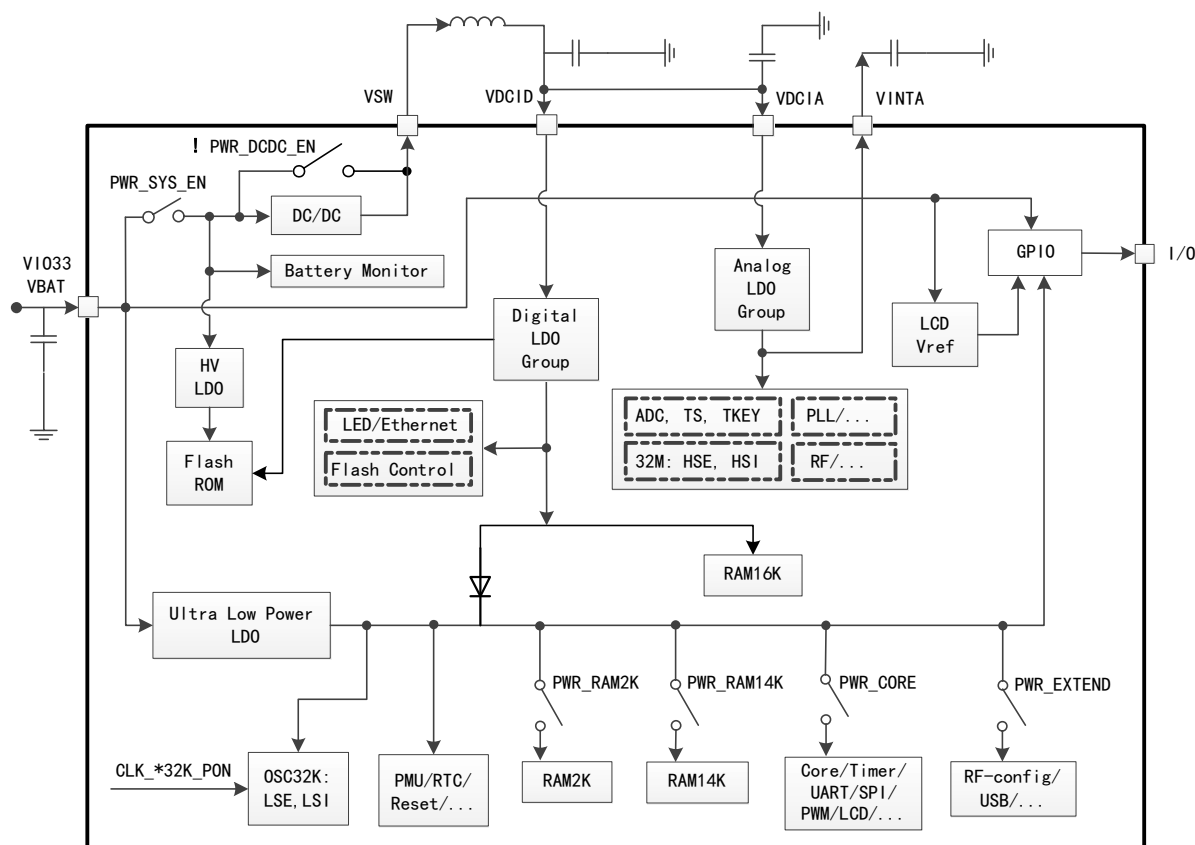 VSW
VDCID
VDCIA
VINTA
! PWR_DCDC_EN
PWR_SYS_EN
DC/DC
Battery Monitor
VIO33
VBAT
HV
LDO
Flash
ROM
Digital
LDO
Group
Analog
LDO
Group
LCD
Vref
GPIO
I/O
LED/Ethernet
Flash Control
ADC, TS, TKEY
PLL/...
32M: HSE, HSI
RF/...
RAM16K
Ultra Low Power
LDO
PWR_RAM2K
PWR_RAM14K
PWR_CORE
PWR_EXTEND
CLK_*32K_PON
OSC32K:
LSE, LSI
PMU/RTC/
Reset/...
RAM2K
RAM14K
Core/Timer/
UART/SPI/
PWM/LCD/...
RF-config/
USB/...